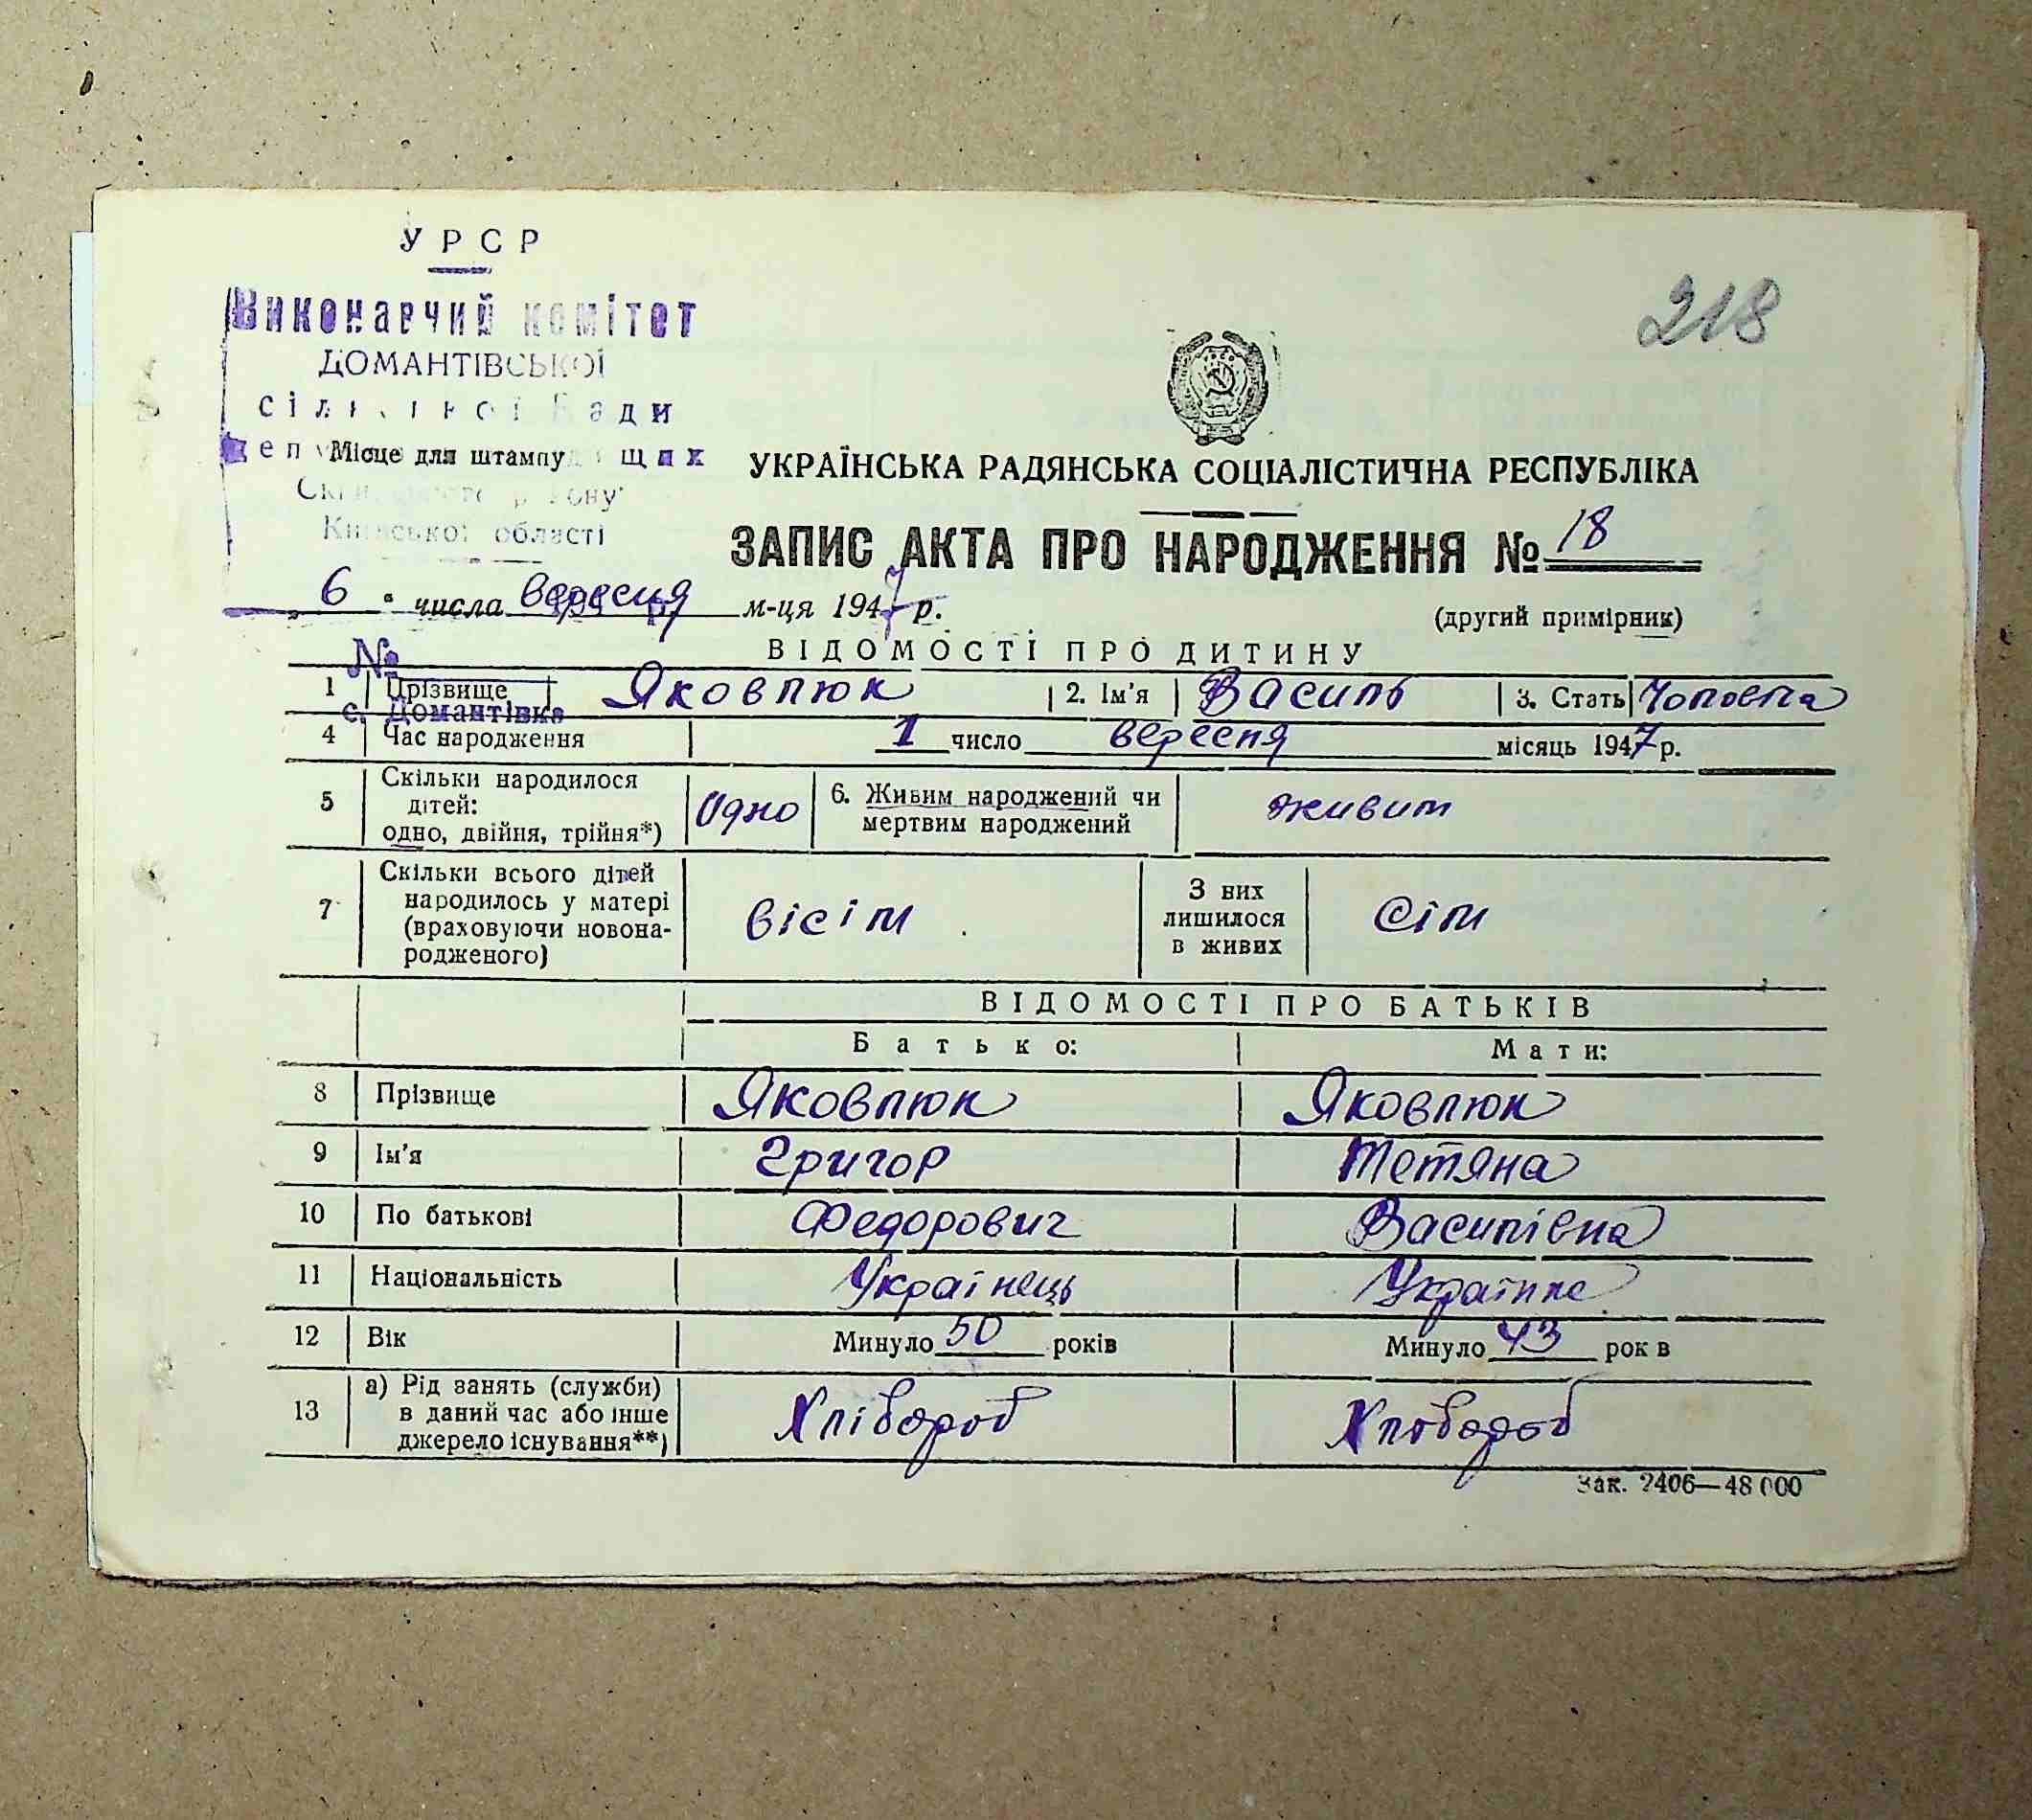 У Р С Р
218
Виконавчий комітет
ДОМАНТІВСЬКОЇ
Ради
Місце для штампу
УКРАЇНСЬКА РАДЯНСЬКА СОЦІАЛІСТИЧНА РЕСПУБЛІКА
Київської області
ЗАПИС АКТА ПРО НАРОДЖЕННЯ № 18
6 числа вересня м-ця 1947 р.
(другий примірник)
№
ВІДОМОСТІ ПРО ДИТИНУ
1 Прізвище Яковлюк 2. Ім'я Василь 3. Стать Чоловіча
с. Домантівка
4 Час народження 1 число вересня місяць 1947 р.
5 Скільки народилося дітей: одно, двійня, трійня*) Одно 6. Живим народжений чи мертвим народжений живим
7 Скільки всього дітей народилось у матері (враховуючи новонародженого) вісім З них лишилося в живих сім
ВІДОМОСТІ ПРО БАТЬКІВ
Батько: Мати:
8 Прізвище Яковлюк Яковлюк
9 Ім'я Григор Тетяна
10 По батькові Федорович Василівна
11 Національність Українець Українка
12 Вік Минуло 50 років Минуло 43 рок в
13 а) Рід занять (служби) в даний час або інше джерело існування**) Хлібороб Хлібороб
Зак. 2406—48 000